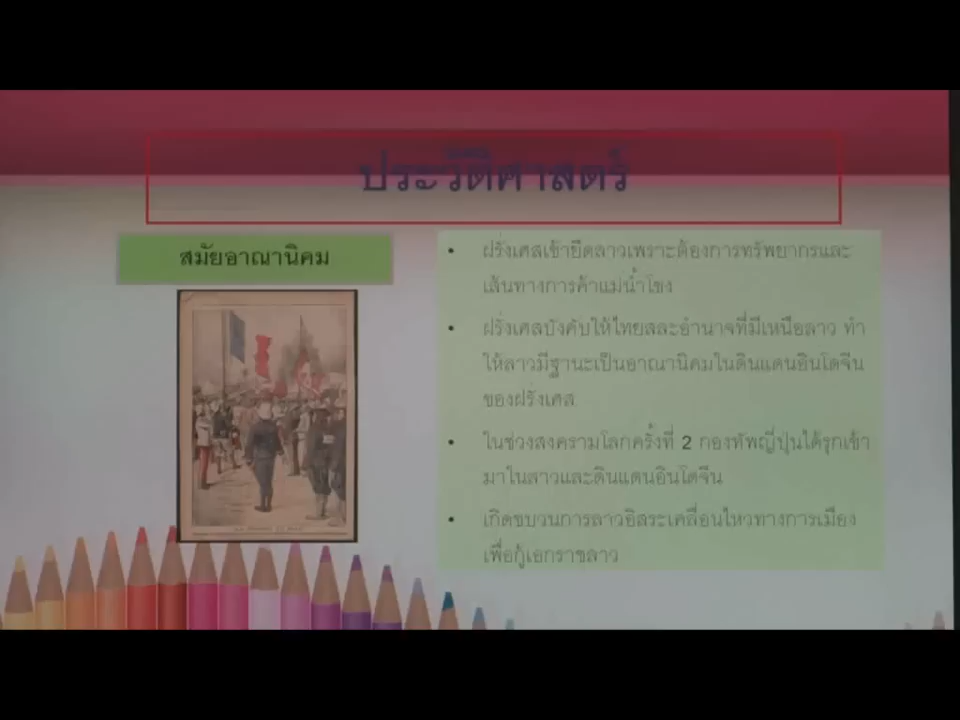 ประวัติศาสตร์
สมัยอาณานิคม
• ฝรั่งเศสเข้ายึดลาวเพราะต้องการทรัพยากรและ
เส้นทางการค้าแม่น้ำโขง
• ฝรั่งเศสบังคับให้ไทยสละอำนาจที่มีเหนือลาว ทำ
ให้ลาวมีฐานะเป็นอาณานิคมในดินแดนอินโดจีน
ของฝรั่งเศส
• ในช่วงสงครามโลกครั้งที่ 2 กองทัพญี่ปุ่นได้รุกเข้า
มาในลาวและดินแดนอินโดจีน
• เกิดขบวนการลาวอิสระเคลื่อนไหวทางการเมือง
เพื่อกู้เอกราชลาว